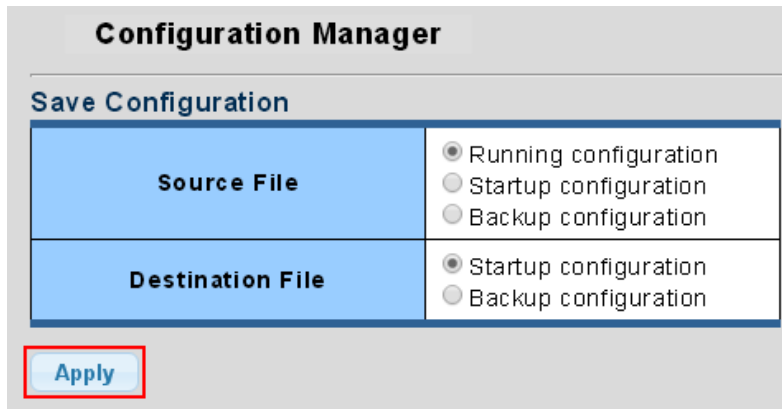 Configuration Manager
Save Configuration
Source File
Running configuration
Startup configuration
Backup configuration
Destination File
Startup configuration
Backup configuration
Apply